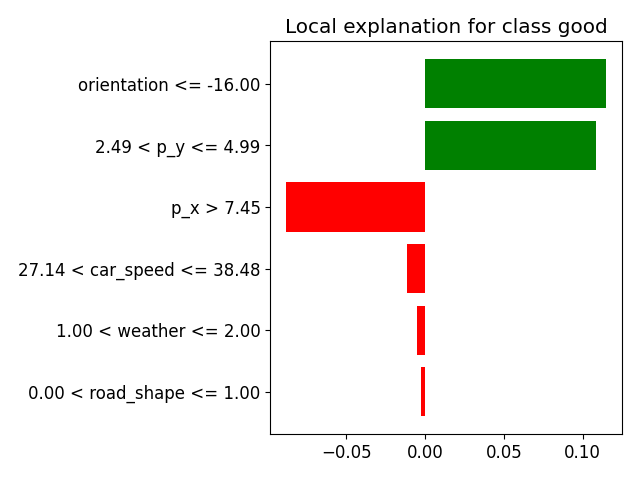 Local explanation for class good
orientation <= -16.00
2.49 < p_y <= 4.99
p_x > 7.45
27.14 < car_speed <= 38.48
1.00 < weather <= 2.00
0.00 < road_shape <= 1.00
−0.05 0.00 0.05 0.10